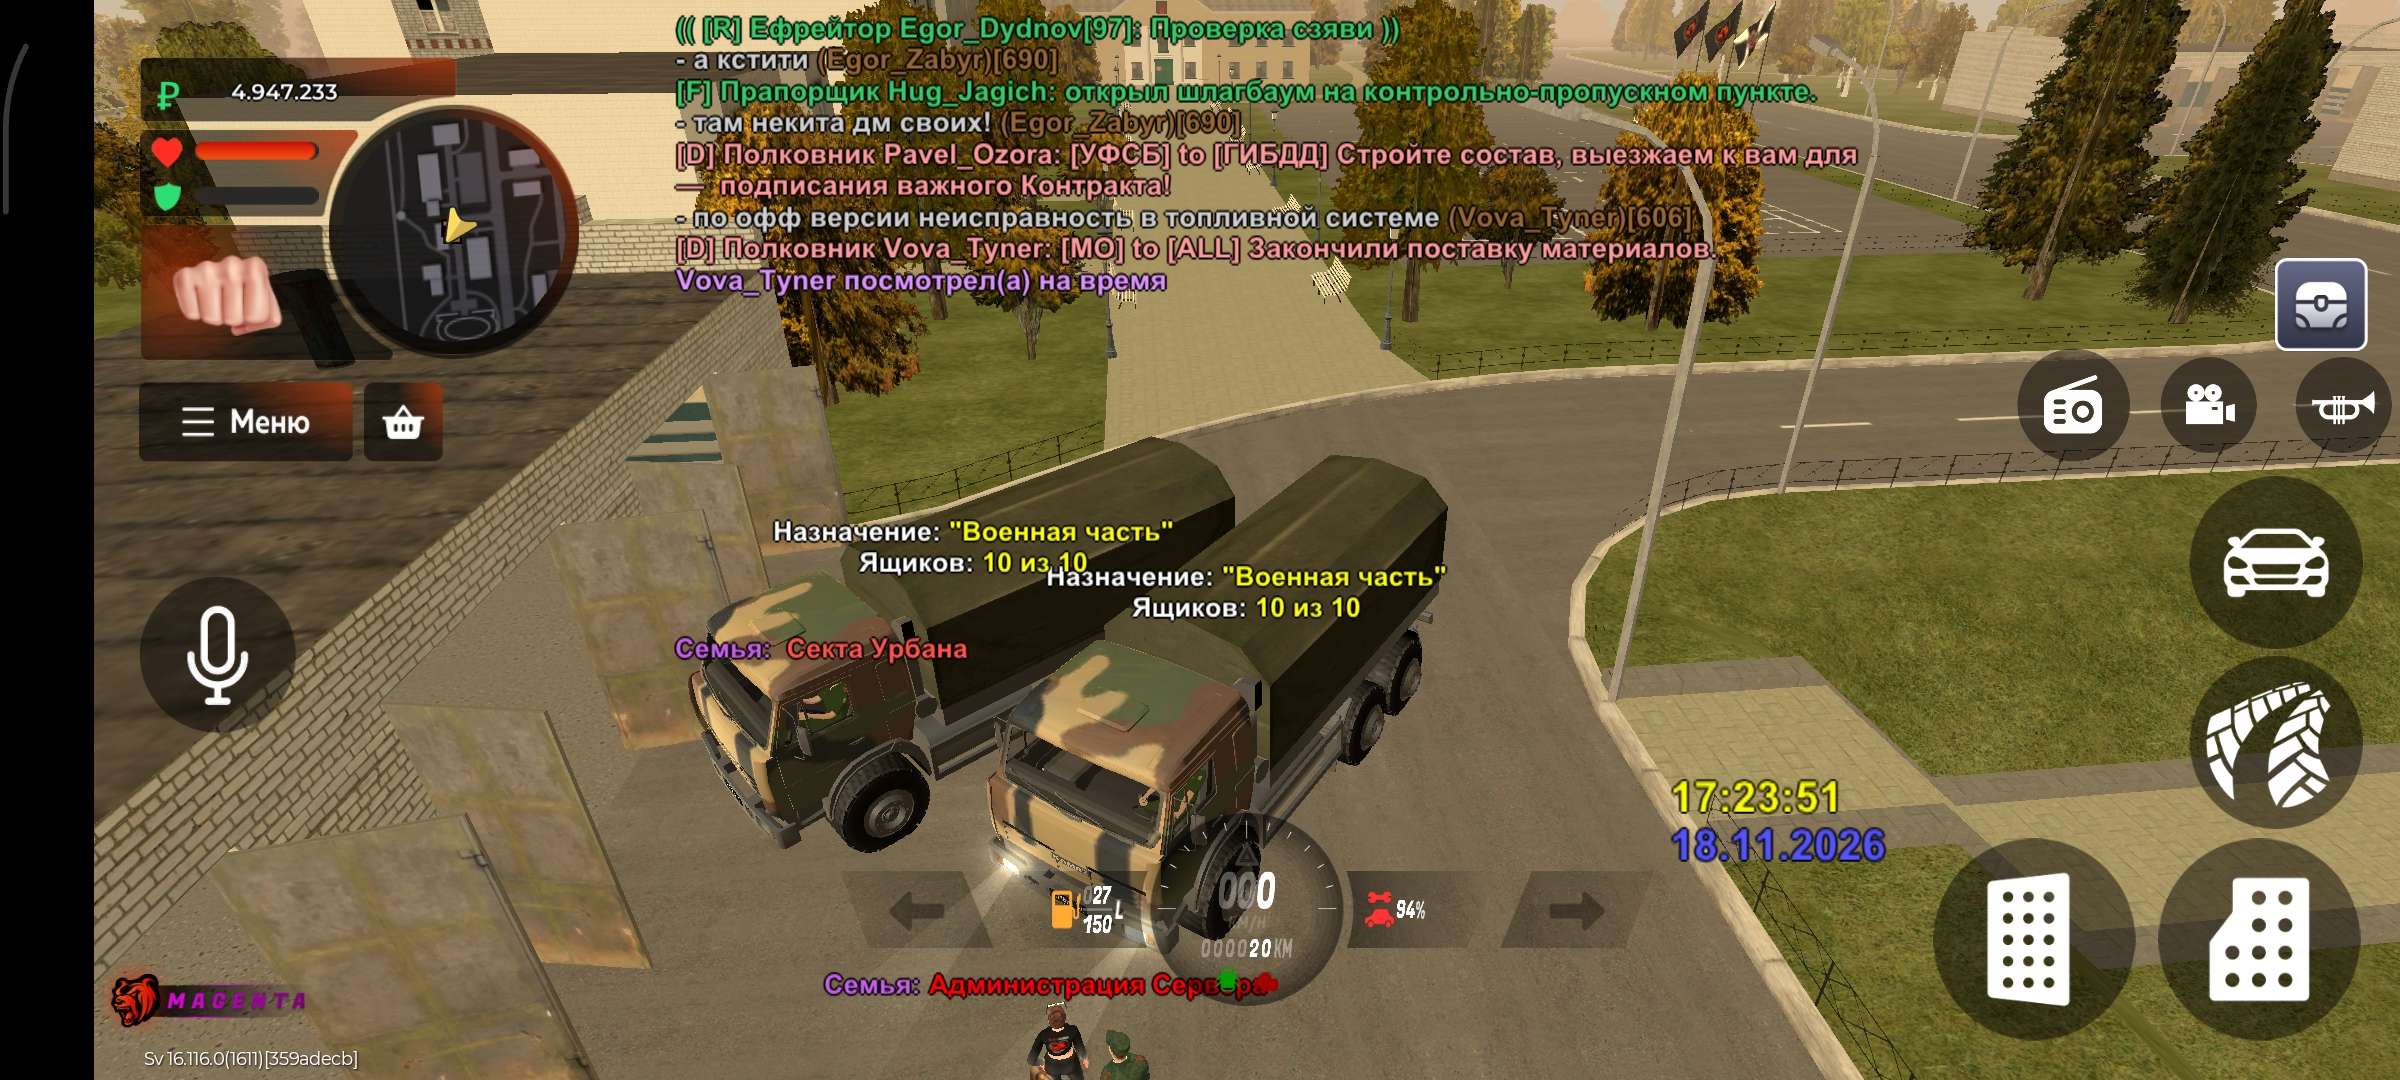 (( [R] Ефрейтор Egor_Dydnov[97]: Проверка сзяви ))
- а кстити (Egor_Zabyr)[690]
[F] Прапорщик Hug_Jagich: открыл шлагбаум на контрольно-пропускном пункте.
- там некита дм своих! (Egor_Zabyr)[690]
[D] Полковник Pavel_Ozora: [УФСБ] to [ГИБДД] Стройте состав, выезжаем к вам для
— подписания важного Контракта!
- по офф версии неисправность в топливной системе (Vova_Tyner)[606]
[D] Полковник Vova_Tyner: [МО] to [ALL] Закончили поставку материалов.
Vova_Tyner посмотрел(а) на время
₽ 4.947.233
Меню
Назначение: "Военная часть"
Ящиков: 10 из 10
Назначение: "Военная часть"
Ящиков: 10 из 10
Семья: Секта Урбана
17:23:51
18.11.2026
027
150 L
000
KM/H
000020KM
94%
Семья: Администрация Сервера
MAGENTA
Sv 16.116.0(1611)[359adecb]